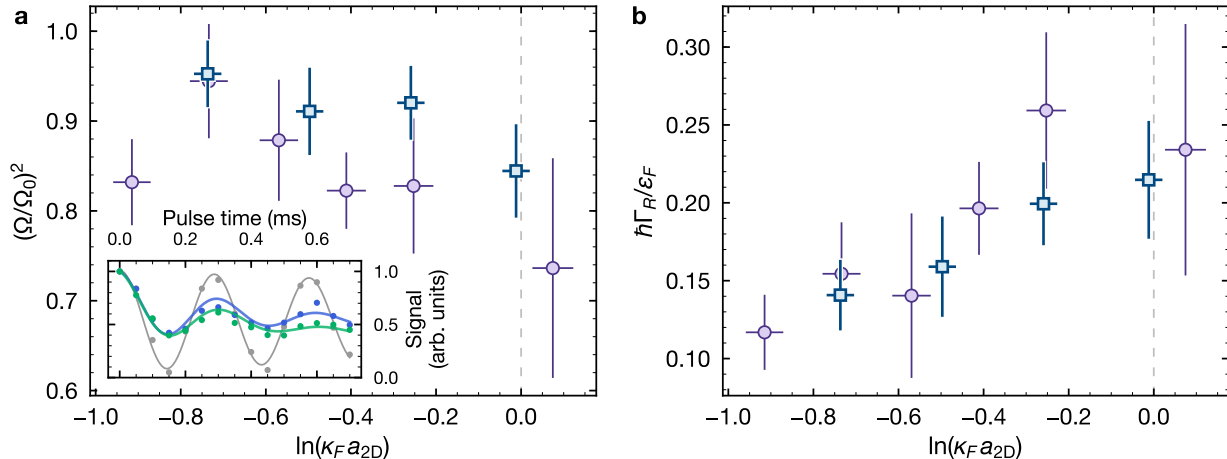 a
(Ω/Ω₀)²
1.0
0.9
0.8
0.7
0.6
Pulse time (ms)
0.0 0.2 0.4 0.6
1.0
0.5
0.0
Signal
(arb. units)
−1.0 −0.8 −0.6 −0.4 −0.2 0.0
ln(κ_F a_2D)
b
ℏΓ_R/ε_F
0.30
0.25
0.20
0.15
0.10
−1.0 −0.8 −0.6 −0.4 −0.2 0.0
ln(κ_F a_2D)